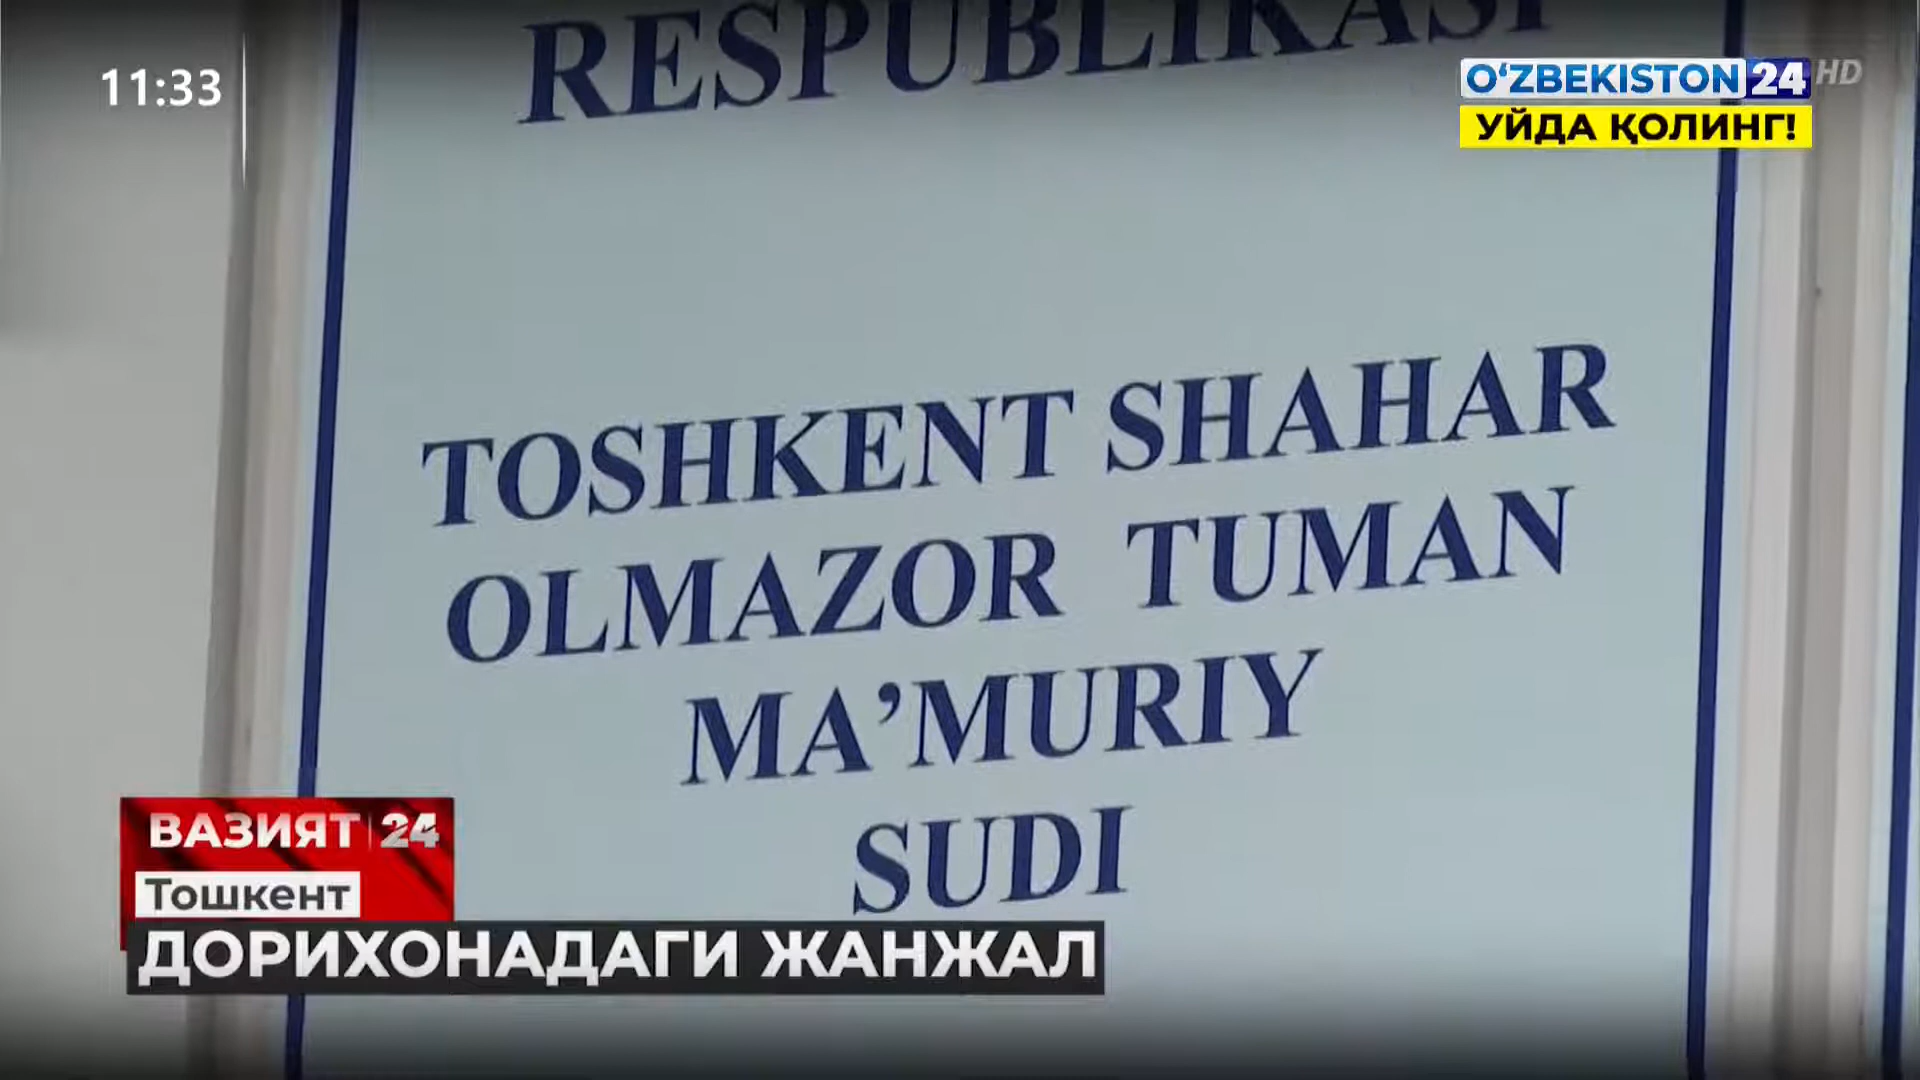 11:33
RESPUBLIKASI
O‘ZBEKISTON 24 HD
УЙДА ҚОЛИНГ!
TOSHKENT SHAHAR
OLMAZOR TUMAN
MA’MURIY
SUDI
ВАЗИЯТ 24
Тошкент
ДОРИХОНАДАГИ ЖАНЖАЛ